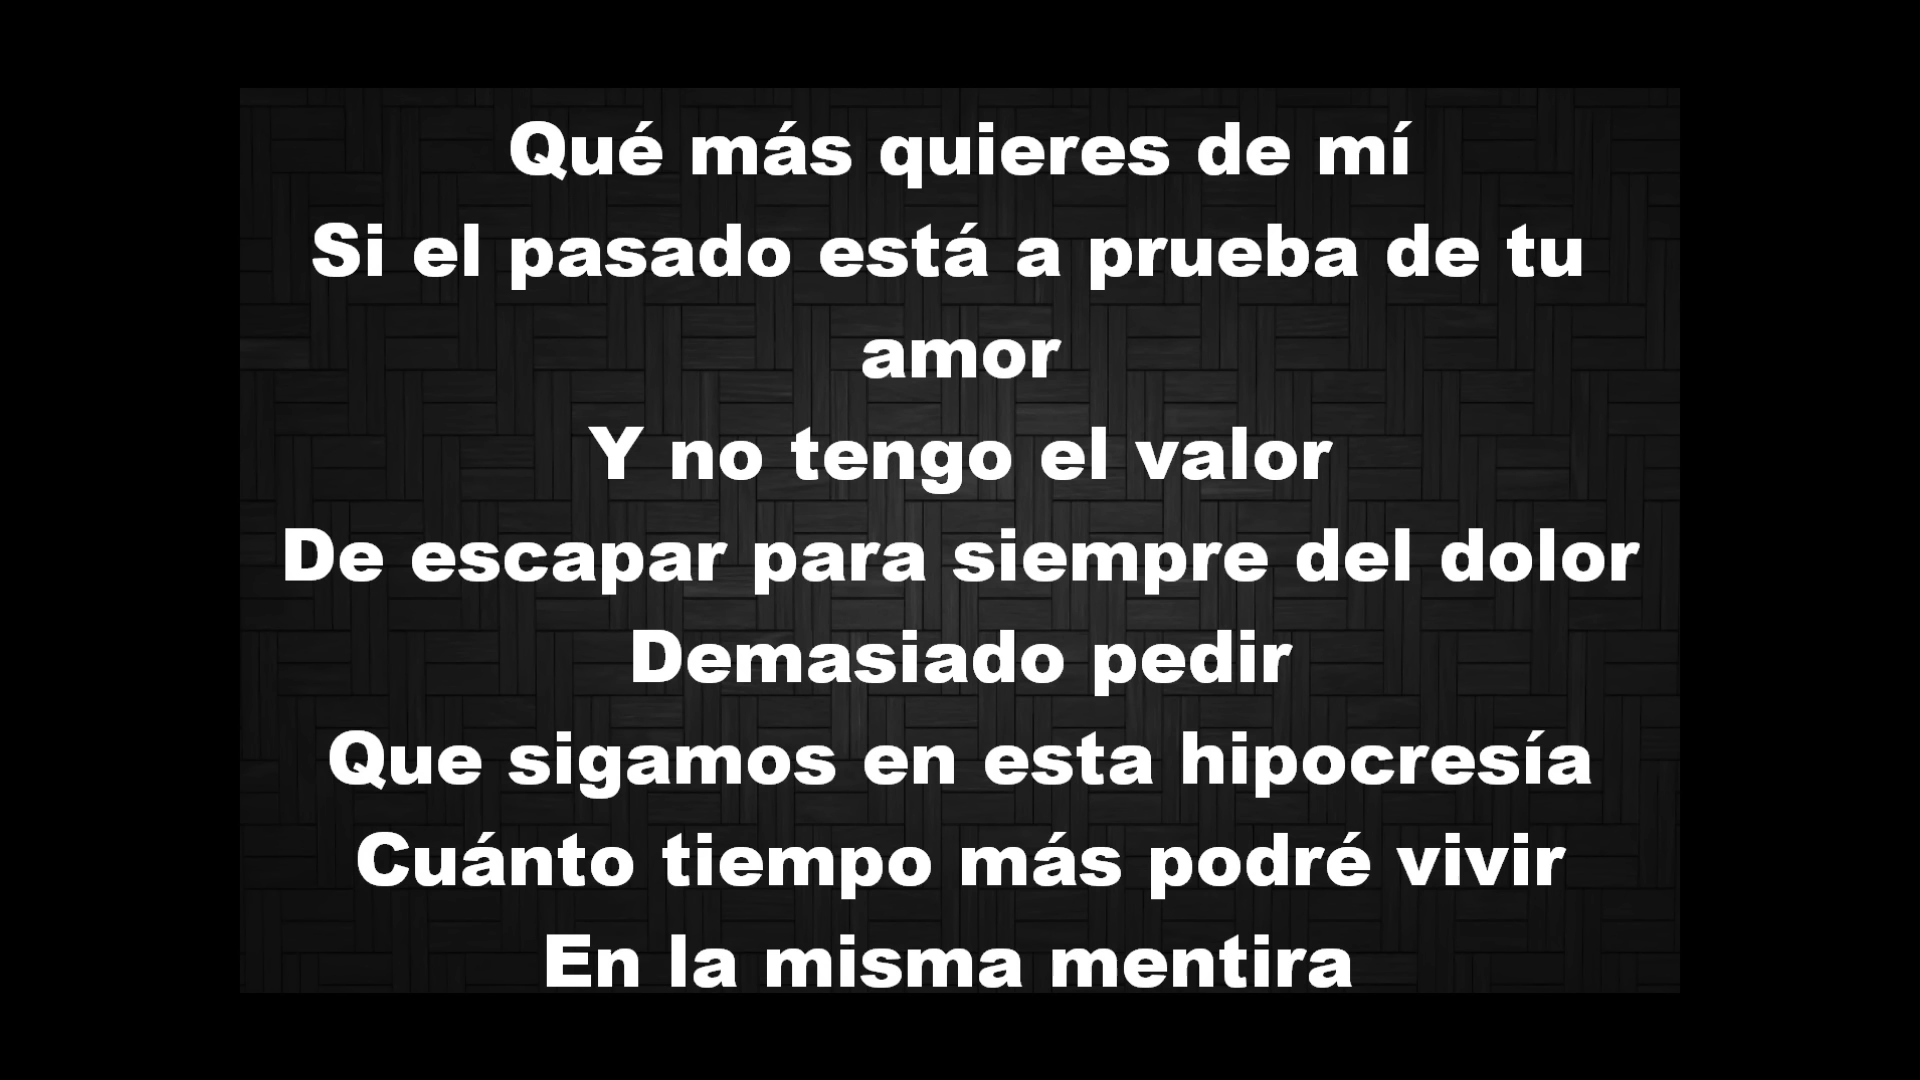 Qué más quieres de mí
Si el pasado está a prueba de tu
amor
Y no tengo el valor
De escapar para siempre del dolor
Demasiado pedir
Que sigamos en esta hipocresía
Cuánto tiempo más podré vivir
En la misma mentira